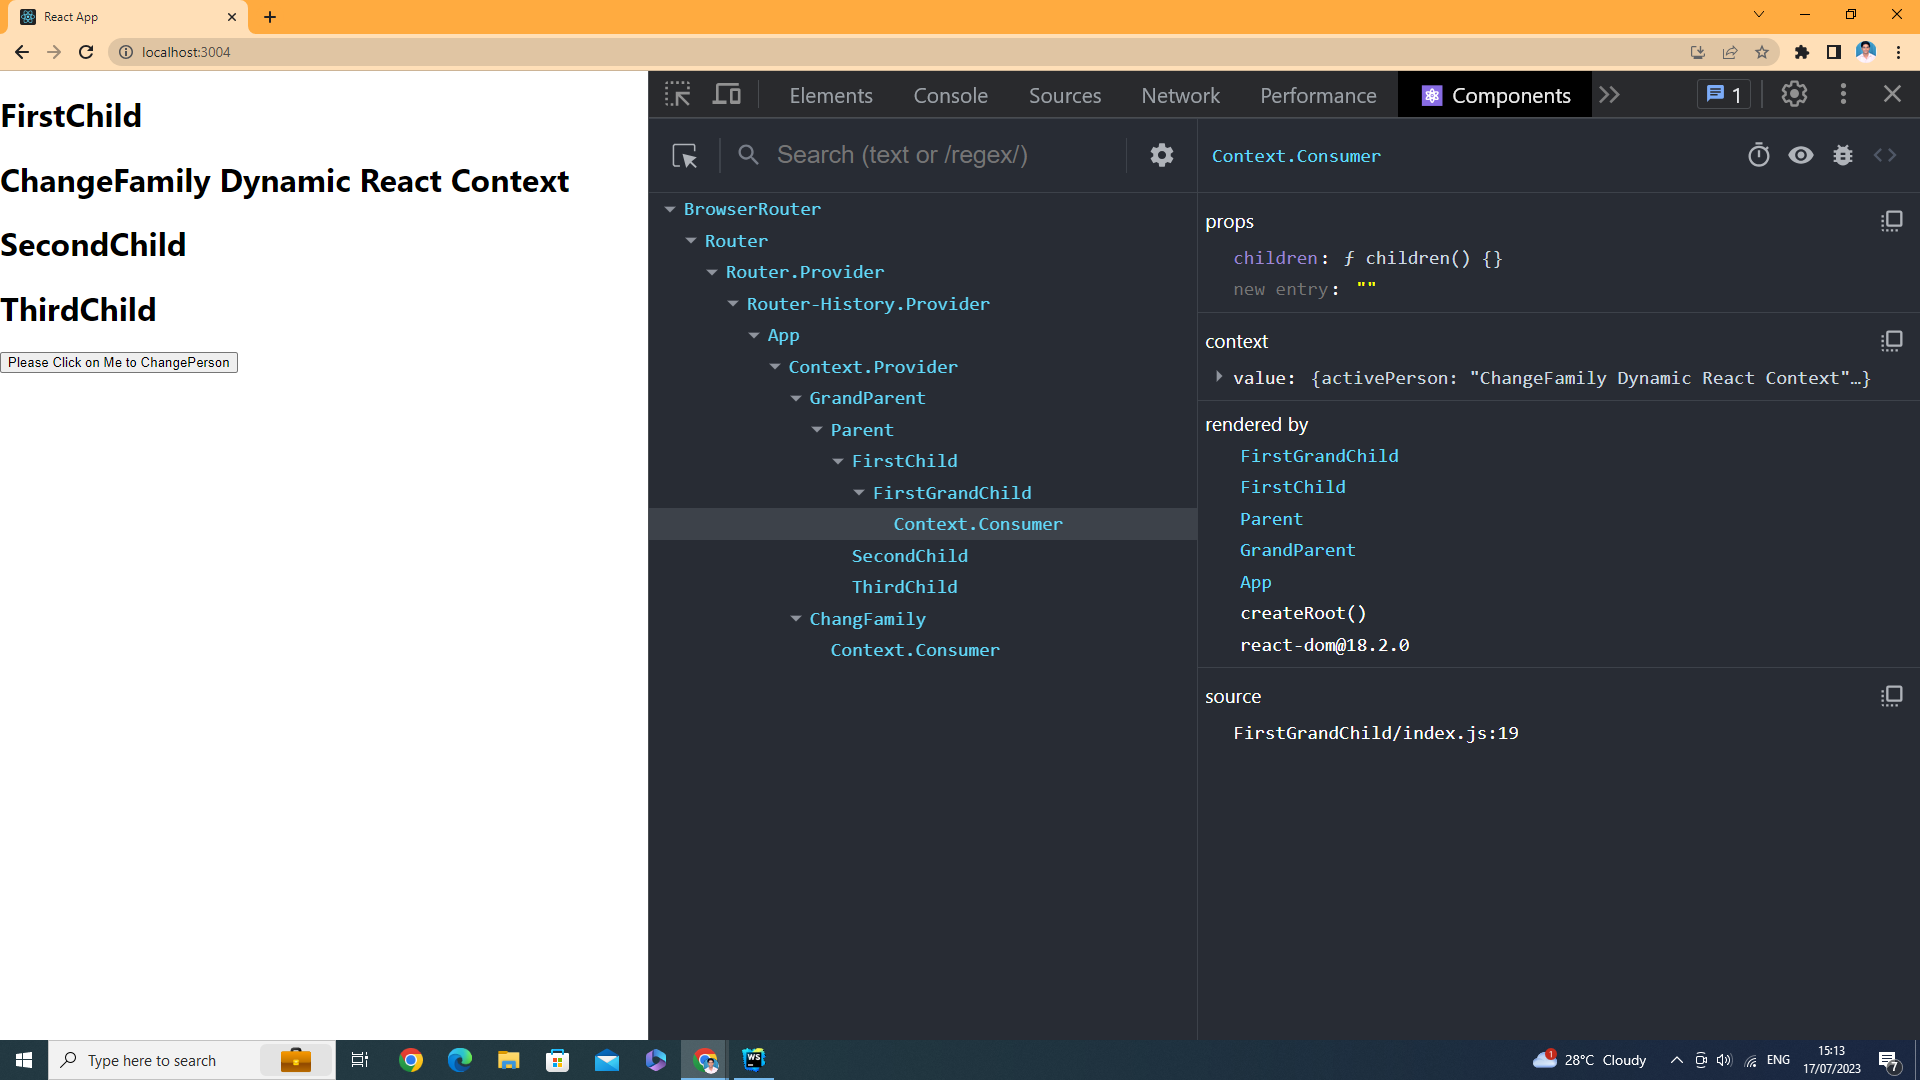 React App
localhost:3004
FirstChild
ChangeFamily Dynamic React Context
SecondChild
ThirdChild
Please Click on Me to ChangePerson
Elements Console Sources Network Performance Components 1
Search (text or /regex/)
BrowserRouter
Router
Router.Provider
Router-History.Provider
App
Context.Provider
GrandParent
Parent
FirstChild
FirstGrandChild
Context.Consumer
SecondChild
ThirdChild
ChangFamily
Context.Consumer
Context.Consumer
props
children: ƒ children() {}
new entry: ""
context
value: {activePerson: "ChangeFamily Dynamic React Context"…}
rendered by
FirstGrandChild
FirstChild
Parent
GrandParent
App
createRoot()
react-dom@18.2.0
source
FirstGrandChild/index.js:19
Type here to search
WS
1
28°C Cloudy
ENG
15:13
17/07/2023
7